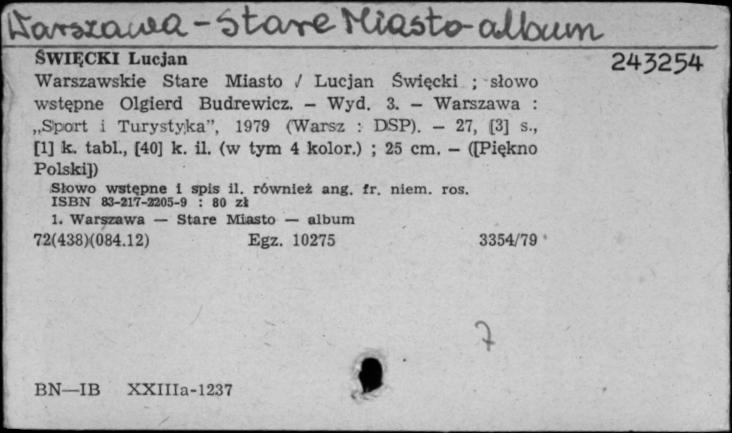 Warszawa - Stare Miasto - album
ŚWIĘCKI Lucjan
243254
Warszawskie Stare Miasto / Lucjan Święcki ; słowo
wstępne Olgierd Budrewicz. — Wyd. 3. — Warszawa :
„Sport i Turystyka”, 1979 (Warsz : DSP). — 27, [3] s.,
[1] k. tabl., [40] k. il. (w tym 4 kolor.) ; 25 cm. — ([Piękno
Polski])
Słowo wstępne i spis il. również ang. fr. niem. ros.
ISBN 83-217-2205-9 : 80 zł
1. Warszawa — Stare Miasto — album
72(438)(084.12) Egz. 10275 3354/79
7
BN—IB XXIIIa-1237